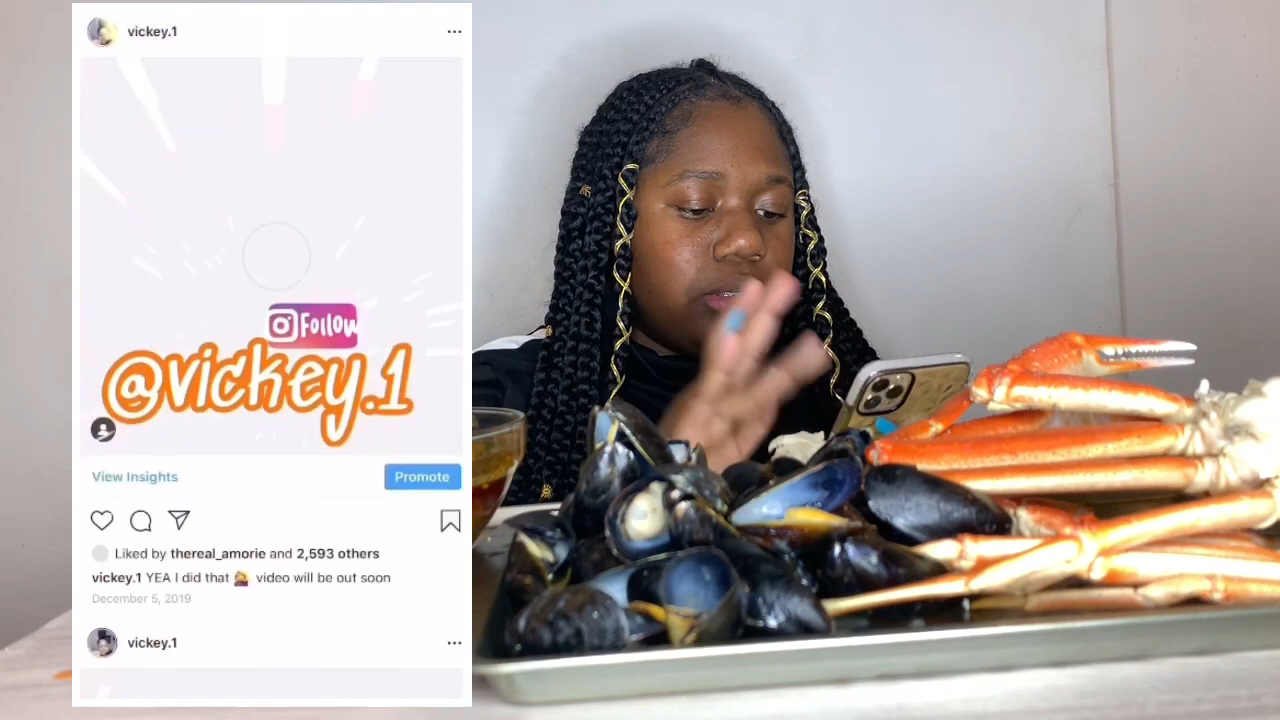 vickey.1
Follow
@vickey.1
View Insights
Promote
Liked by thereal_amorie and 2,593 others
vickey.1 YEA I did that 🤷‍♀️ video will be out soon
December 5, 2019
vickey.1